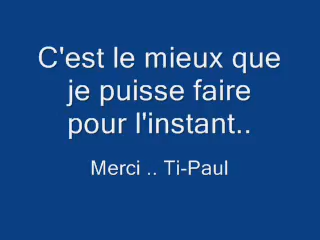 C'est le mieux que
je puisse faire
pour l'instant..
Merci .. Ti-Paul